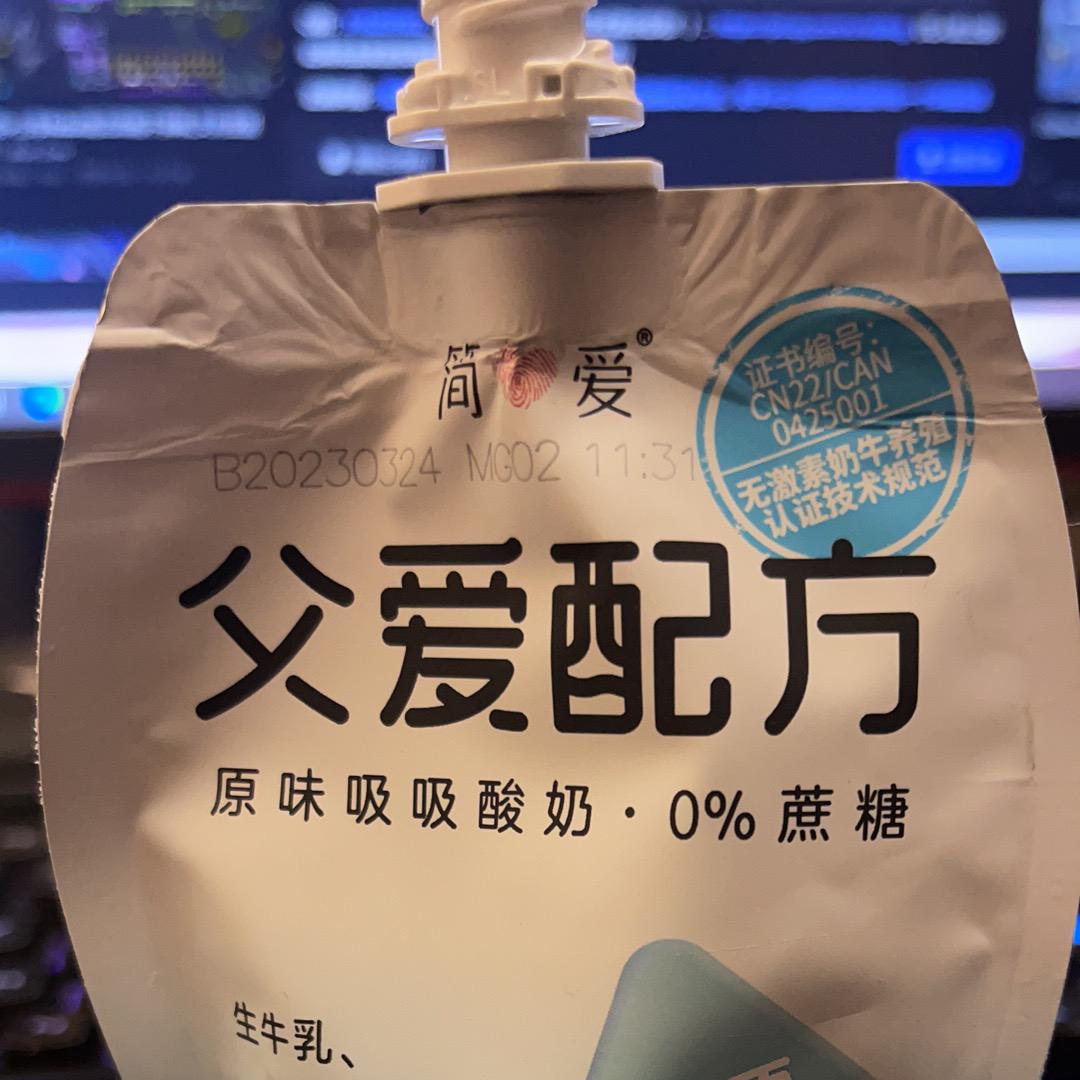 简爱®
证书编号：
CN22/CAN
0425001
无激素奶牛养殖
认证技术规范
B20230324 MG02 11:31
父爱配方
原味吸吸酸奶·0%蔗糖
生牛乳、